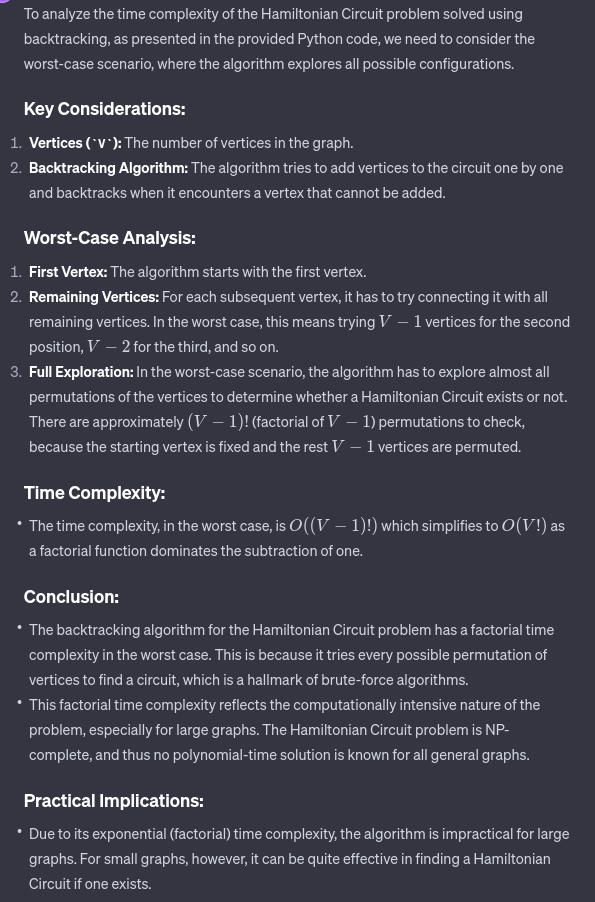 To analyze the time complexity of the Hamiltonian Circuit problem solved using
backtracking, as presented in the provided Python code, we need to consider the
worst-case scenario, where the algorithm explores all possible configurations.
Key Considerations:
1. Vertices (`V`): The number of vertices in the graph.
2. Backtracking Algorithm: The algorithm tries to add vertices to the circuit one by one
and backtracks when it encounters a vertex that cannot be added.
Worst-Case Analysis:
1. First Vertex: The algorithm starts with the first vertex.
2. Remaining Vertices: For each subsequent vertex, it has to try connecting it with all
remaining vertices. In the worst case, this means trying V − 1 vertices for the second
position, V − 2 for the third, and so on.
3. Full Exploration: In the worst-case scenario, the algorithm has to explore almost all
permutations of the vertices to determine whether a Hamiltonian Circuit exists or not.
There are approximately (V − 1)! (factorial of V − 1) permutations to check,
because the starting vertex is fixed and the rest V − 1 vertices are permuted.
Time Complexity:
• The time complexity, in the worst case, is O((V − 1)!) which simplifies to O(V!) as
a factorial function dominates the subtraction of one.
Conclusion:
• The backtracking algorithm for the Hamiltonian Circuit problem has a factorial time
complexity in the worst case. This is because it tries every possible permutation of
vertices to find a circuit, which is a hallmark of brute-force algorithms.
• This factorial time complexity reflects the computationally intensive nature of the
problem, especially for large graphs. The Hamiltonian Circuit problem is NP-
complete, and thus no polynomial-time solution is known for all general graphs.
Practical Implications:
• Due to its exponential (factorial) time complexity, the algorithm is impractical for large
graphs. For small graphs, however, it can be quite effective in finding a Hamiltonian
Circuit if one exists.